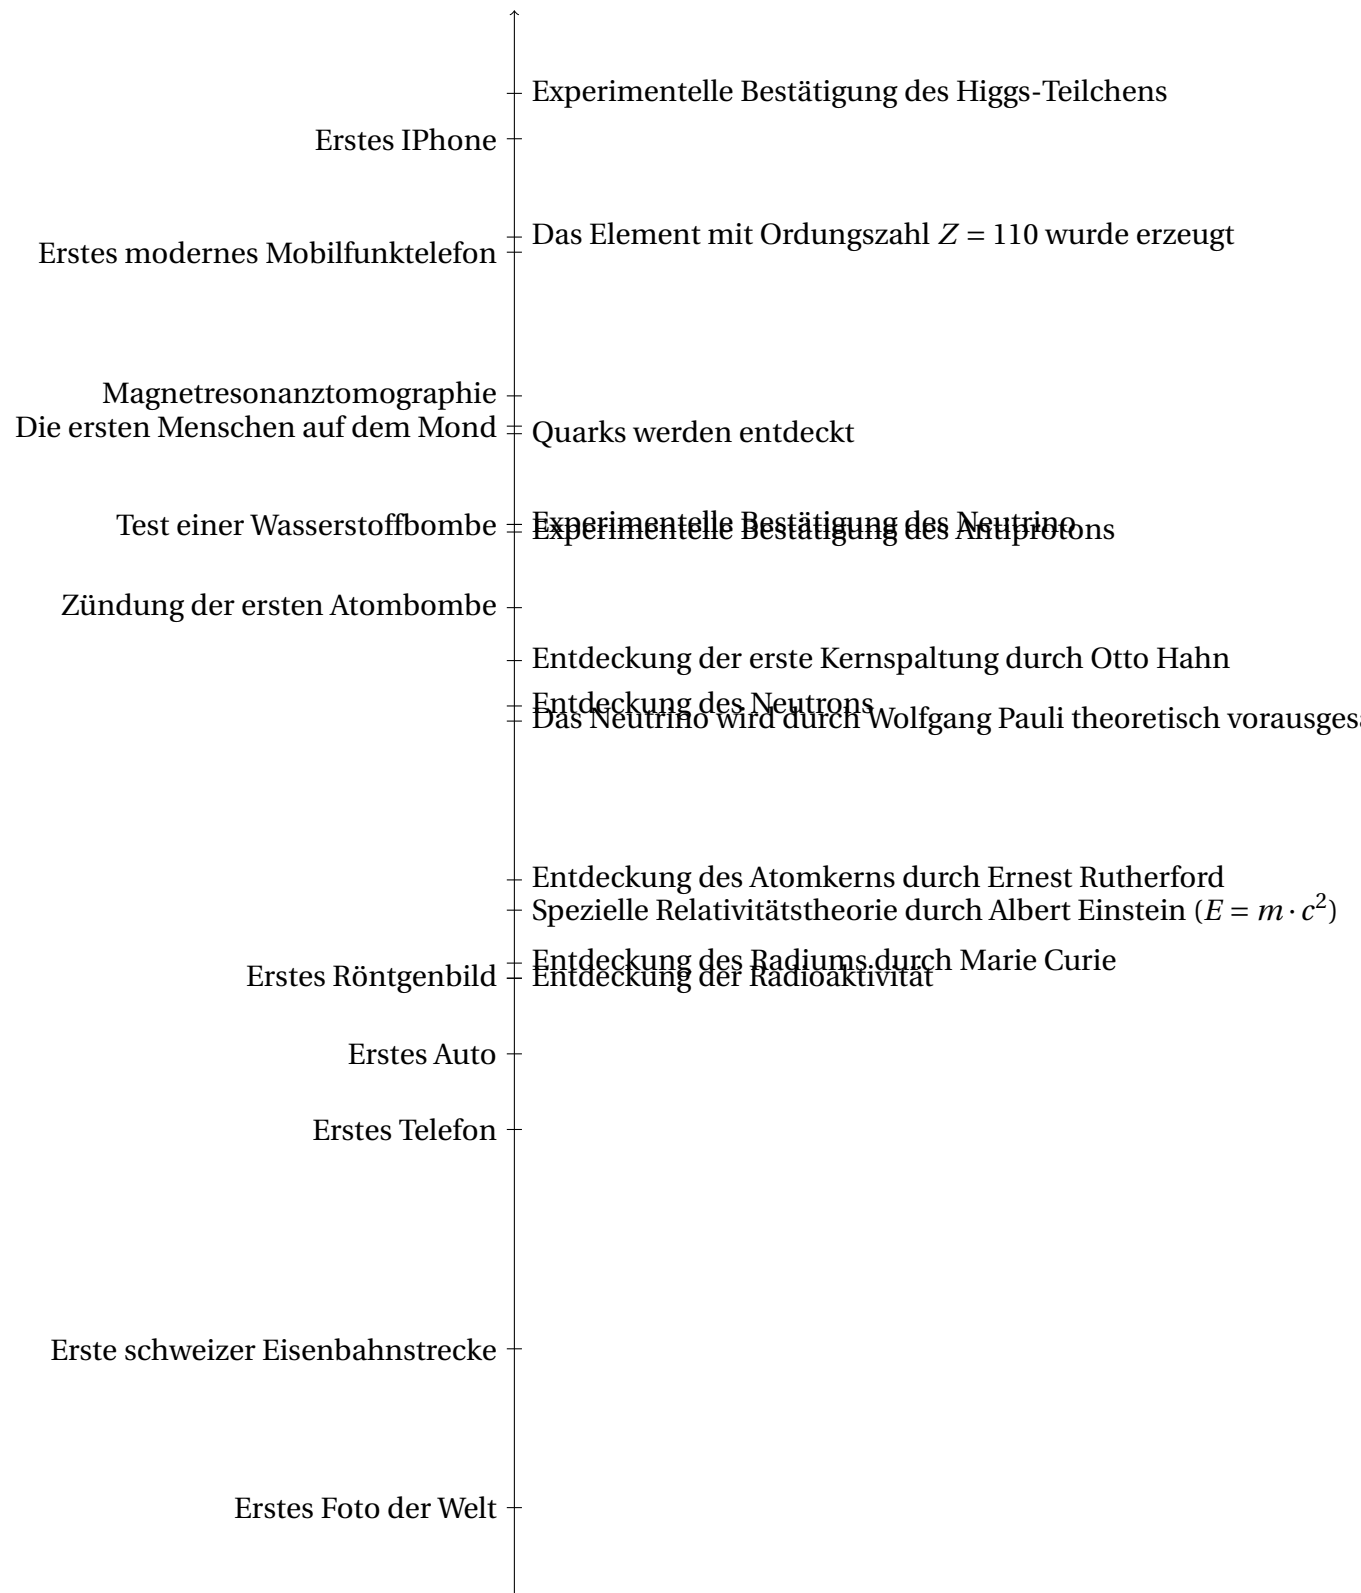 Experimentelle Bestätigung des Higgs-Teilchens
Erstes IPhone
Das Element mit Ordungszahl Z = 110 wurde erzeugt
Erstes modernes Mobilfunktelefon
Magnetresonanztomographie
Die ersten Menschen auf dem Mond
Quarks werden entdeckt
Test einer Wasserstoffbombe
Experimentelle Bestätigung des Neutrino
Experimentelle Bestätigung des Antiprotons
Zündung der ersten Atombombe
Entdeckung der erste Kernspaltung durch Otto Hahn
Entdeckung des Neutrons
Das Neutrino wird durch Wolfgang Pauli theoretisch vorausges
Entdeckung des Atomkerns durch Ernest Rutherford
Spezielle Relativitätstheorie durch Albert Einstein (E = m · c²)
Entdeckung des Radiums durch Marie Curie
Erstes Röntgenbild
Entdeckung der Radioaktivität
Erstes Auto
Erstes Telefon
Erste schweizer Eisenbahnstrecke
Erstes Foto der Welt